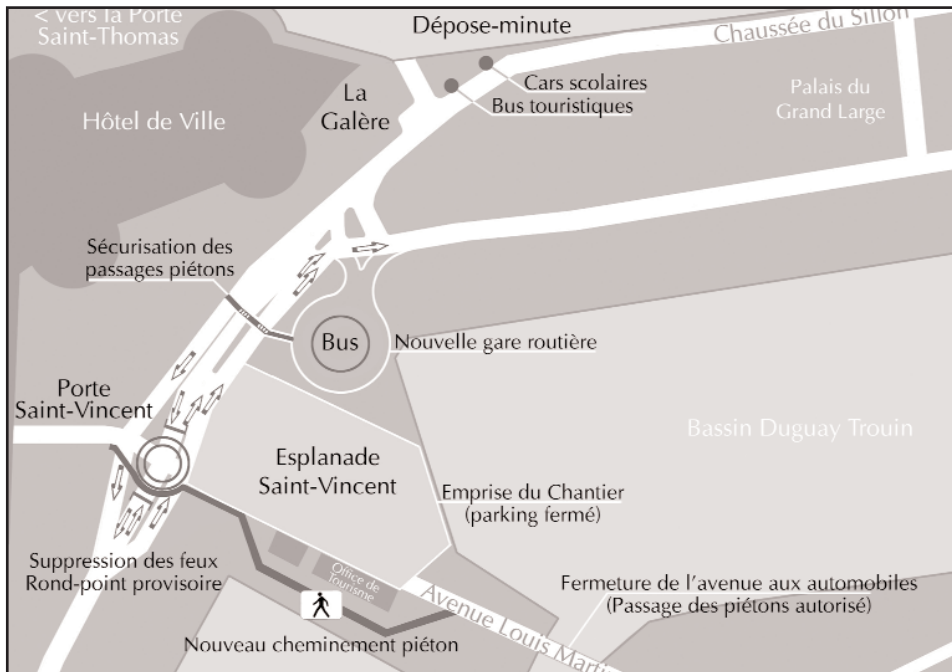 < vers la Porte
Saint-Thomas
Dépose-minute
Chaussée du Sillon
Cars scolaires
Bus touristiques
La
Galère
Hôtel de Ville
Palais du
Grand Large
Sécurisation des
passages piétons
Bus
Nouvelle gare routière
Porte
Saint-Vincent
Bassin Duguay Trouin
Esplanade
Saint-Vincent
Emprise du Chantier
(parking fermé)
Suppression des feux
Rond-point provisoire
Office de
Tourisme
Fermeture de l'avenue aux automobiles
(Passage des piétons autorisé)
Avenue Louis
Nouveau cheminement piéton